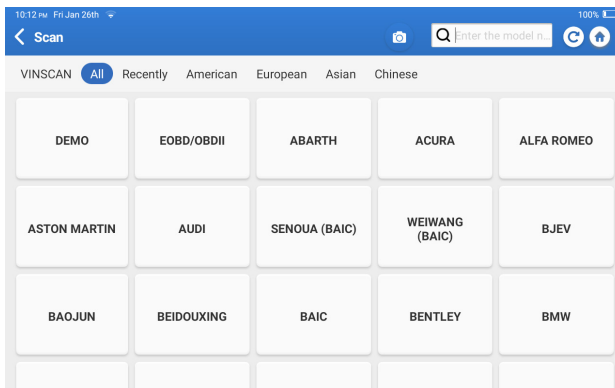 10:12 PM Fri Jan 26th 100%
Scan
Enter the model n...
VINSCAN All Recently American European Asian Chinese
DEMO EOBD/OBDII ABARTH ACURA ALFA ROMEO
ASTON MARTIN AUDI SENOUA (BAIC) WEIWANG
(BAIC) BJEV
BAOJUN BEIDOUXING BAIC BENTLEY BMW